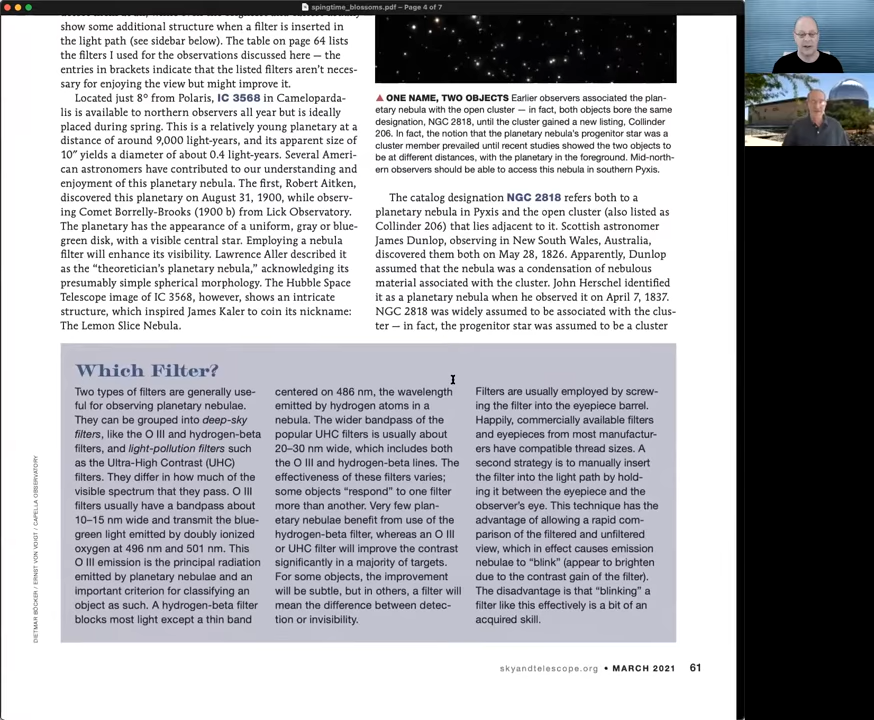 spingtime_blossoms.pdf – Page 4 of 7
show some additional structure when a filter is inserted in
the light path (see sidebar below). The table on page 64 lists
the filters I used for the observations discussed here — the
entries in brackets indicate that the listed filters aren't neces-
sary for enjoying the view but might improve it.
Located just 8° from Polaris, IC 3568 in Cameloparda-
lis is available to northern observers all year but is ideally
placed during spring. This is a relatively young planetary at a
distance of around 9,000 light-years, and its apparent size of
10″ yields a diameter of about 0.4 light-years. Several Ameri-
can astronomers have contributed to our understanding and
enjoyment of this planetary nebula. The first, Robert Aitken,
discovered this planetary on August 31, 1900, while observ-
ing Comet Borrelly-Brooks (1900 b) from Lick Observatory.
The planetary has the appearance of a uniform, gray or blue-
green disk, with a visible central star. Employing a nebula
filter will enhance its visibility. Lawrence Aller described it
as the “theoretician's planetary nebula,” acknowledging its
presumably simple spherical morphology. The Hubble Space
Telescope image of IC 3568, however, shows an intricate
structure, which inspired James Kaler to coin its nickname:
The Lemon Slice Nebula.
▲ ONE NAME, TWO OBJECTS Earlier observers associated the plan-
etary nebula with the open cluster — in fact, both objects bore the same
designation, NGC 2818, until the cluster gained a new listing, Collinder
206. In fact, the notion that the planetary nebula's progenitor star was a
cluster member prevailed until recent studies showed the two objects to
be at different distances, with the planetary in the foreground. Mid-north-
ern observers should be able to access this nebula in southern Pyxis.
The catalog designation NGC 2818 refers both to a
planetary nebula in Pyxis and the open cluster (also listed as
Collinder 206) that lies adjacent to it. Scottish astronomer
James Dunlop, observing in New South Wales, Australia,
discovered them both on May 28, 1826. Apparently, Dunlop
assumed that the nebula was a condensation of nebulous
material associated with the cluster. John Herschel identified
it as a planetary nebula when he observed it on April 7, 1837.
NGC 2818 was widely assumed to be associated with the clus-
ter — in fact, the progenitor star was assumed to be a cluster
Which Filter?
Two types of filters are generally use-
ful for observing planetary nebulae.
They can be grouped into deep-sky
filters, like the O III and hydrogen-beta
filters, and light-pollution filters such
as the Ultra-High Contrast (UHC)
filters. They differ in how much of the
visible spectrum that they pass. O III
filters usually have a bandpass about
10–15 nm wide and transmit the blue-
green light emitted by doubly ionized
oxygen at 496 nm and 501 nm. This
O III emission is the principal radiation
emitted by planetary nebulae and an
important criterion for classifying an
object as such. A hydrogen-beta filter
blocks most light except a thin band
centered on 486 nm, the wavelength
emitted by hydrogen atoms in a
nebula. The wider bandpass of the
popular UHC filters is usually about
20–30 nm wide, which includes both
the O III and hydrogen-beta lines. The
effectiveness of these filters varies;
some objects “respond” to one filter
more than another. Very few plan-
etary nebulae benefit from use of the
hydrogen-beta filter, whereas an O III
or UHC filter will improve the contrast
significantly in a majority of targets.
For some objects, the improvement
will be subtle, but in others, a filter will
mean the difference between detec-
tion or invisibility.
Filters are usually employed by screw-
ing the filter into the eyepiece barrel.
Happily, commercially available filters
and eyepieces from most manufactur-
ers have compatible thread sizes. A
second strategy is to manually insert
the filter into the light path by hold-
ing it between the eyepiece and the
observer's eye. This technique has the
advantage of allowing a rapid com-
parison of the filtered and unfiltered
view, which in effect causes emission
nebulae to “blink” (appear to brighten
due to the contrast gain of the filter).
The disadvantage is that “blinking” a
filter like this effectively is a bit of an
acquired skill.
DIETMAR BÖCKER / ERNST VON VOIGT / CAPELLA OBSERVATORY
skyandtelescope.org • MARCH 2021 61